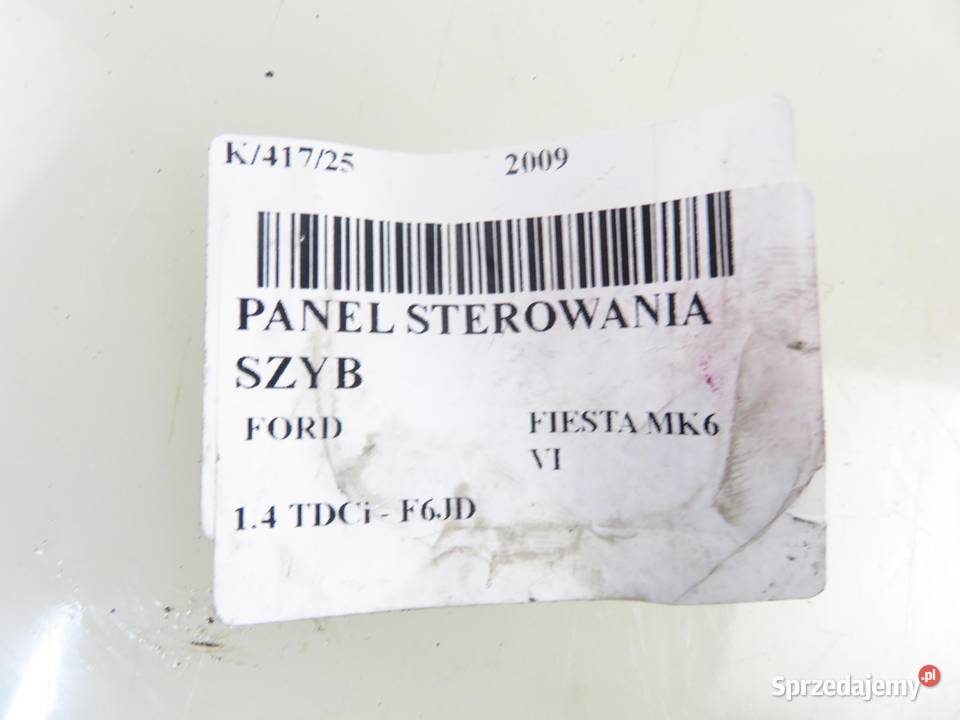 K/417/25 2009
PANEL STEROWANIA
SZYB
FORD FIESTA MK6
VI
1.4 TDCi - F6JD
Sprzedajemy.pl